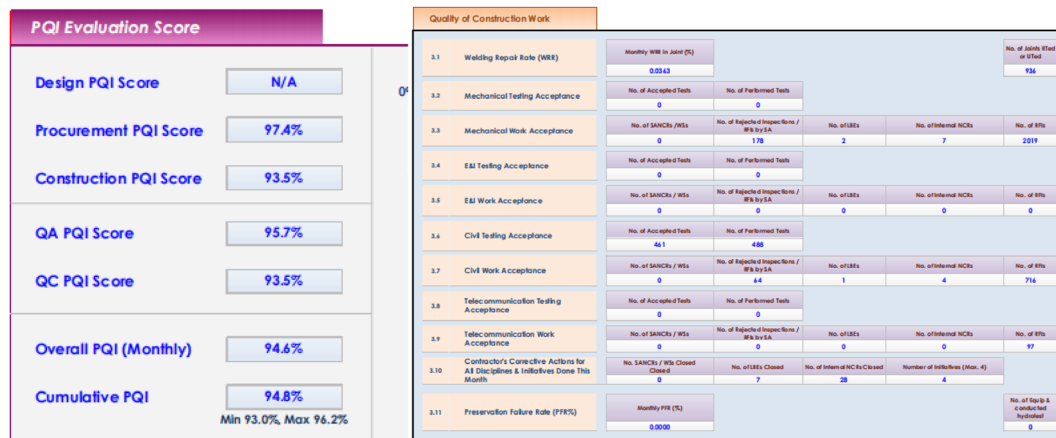 PQI Evaluation Score
Design PQI Score N/A
Procurement PQI Score 97.4%
Construction PQI Score 93.5%
QA PQI Score 95.7%
QC PQI Score 93.5%
Overall PQI (Monthly) 94.6%
Cumulative PQI 94.8%
Min 93.0%, Max 96.2%
Quality of Construction Work
3.1 Welding Repair Rate (WRR)
Monthly WRR In Joint (%)
0.0363
No. of Joints RTed or UTed
936
3.2 Mechanical Testing Acceptance
No. of Accepted Tests No. of Performed Tests
0 0
3.3 Mechanical Work Acceptance
No. of SANCRs /WSs No. of Rejected Inspections / RFIs by SA No. of LBEs No. of Internal NCRs No. of RFIs
0 178 2 7 2019
3.4 E&I Testing Acceptance
No. of Accepted Tests No. of Performed Tests
0 0
3.5 E&I Work Acceptance
No. of SANCRs / WSs No. of Rejected Inspections / RFIs by SA No. of LBEs No. of Internal NCRs No. of RFIs
0 0 0 0 0
3.6 Civil Testing Acceptance
No. of Accepted Tests No. of Performed Tests
461 488
3.7 Civil Work Acceptance
No. of SANCRs / WSs No. of Rejected Inspections / RFIs by SA No. of LBEs No. of Internal NCRs No. of RFIs
0 64 1 4 716
3.8 Telecommunication Testing Acceptance
No. of Accepted Tests No. of Performed Tests
0 0
3.9 Telecommunication Work Acceptance
No. of SANCRs / WSs No. of Rejected Inspections / RFIs by SA No. of LBEs No. of Internal NCRs No. of RFIs
0 0 0 0 97
3.10 Contractor's Corrective Actions for All Disciplines & Initiatives Done This Month
No. SANCRs / WSs Closed Closed No. of LBEs Closed No. of Internal NCRs Closed Number of Initiatives (Max. 4)
0 7 28 4
3.11 Preservation Failure Rate (PFR%)
Monthly PFR (%)
0.0000
No. of Equip & conducted hydrotest
0